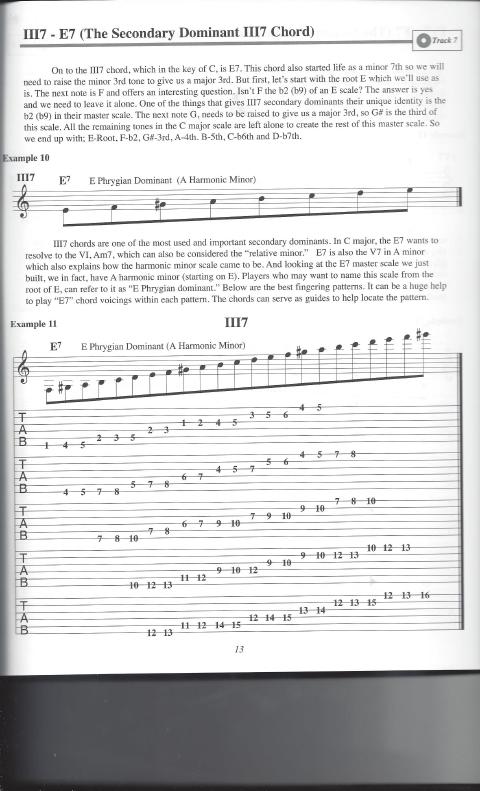 III7 - E7 (The Secondary Dominant III7 Chord)
Track 7
On to the III7 chord, which in the key of C, is E7. This chord also started life as a minor 7th so we will
need to raise the minor 3rd tone to give us a major 3rd. But first, let's start with the root E which we'll use as
is. The next note is F and offers an interesting question. Isn't F the b2 (b9) of an E scale? The answer is yes
and we need to leave it alone. One of the things that gives III7 secondary dominants their unique identity is the
b2 (b9) in their master scale. The next note G, needs to be raised to give us a major 3rd, so G# is the third of
this scale. All the remaining tones in the C major scale are left alone to create the rest of this master scale. So
we end up with; E-Root, F-b2, G#-3rd, A-4th. B-5th, C-b6th and D-b7th.
Example 10
III7 E7 E Phrygian Dominant (A Harmonic Minor)
III7 chords are one of the most used and important secondary dominants. In C major, the E7 wants to
resolve to the VI, Am7, which can also be considered the "relative minor." E7 is also the V7 in A minor
which also explains how the harmonic minor scale came to be. And looking at the E7 master scale we just
built, we in fact, have A harmonic minor (starting on E). Players who may want to name this scale from the
root of E, can refer to it as "E Phrygian dominant." Below are the best fingering patterns. It can be a huge help
to play "E7" chord voicings within each pattern. The chords can serve as guides to help locate the pattern.
Example 11
III7
E7 E Phrygian Dominant (A Harmonic Minor)
TAB 1 4 5 2 3 5 2 3 1 2 4 5 3 5 6 4 5
TAB 4 5 7 8 5 7 8 6 7 4 5 7 5 6 4 5 7 8
TAB 7 8 10 7 8 6 7 9 10 7 9 10 9 10 7 8 10
TAB 10 12 13 11 12 9 10 12 9 10 9 10 12 13 10 12 13
TAB 12 13 11 12 14 15 12 14 15 13 14 12 13 15 12 13 16
13